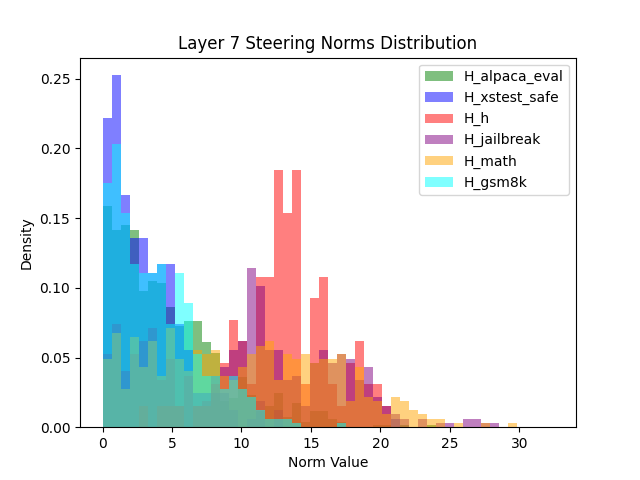 Layer 7 Steering Norms Distribution
H_alpaca_eval
H_xstest_safe
H_h
H_jailbreak
H_math
H_gsm8k
0.25
0.20
0.15
0.10
0.05
0.00
Density
0 5 10 15 20 25 30
Norm Value